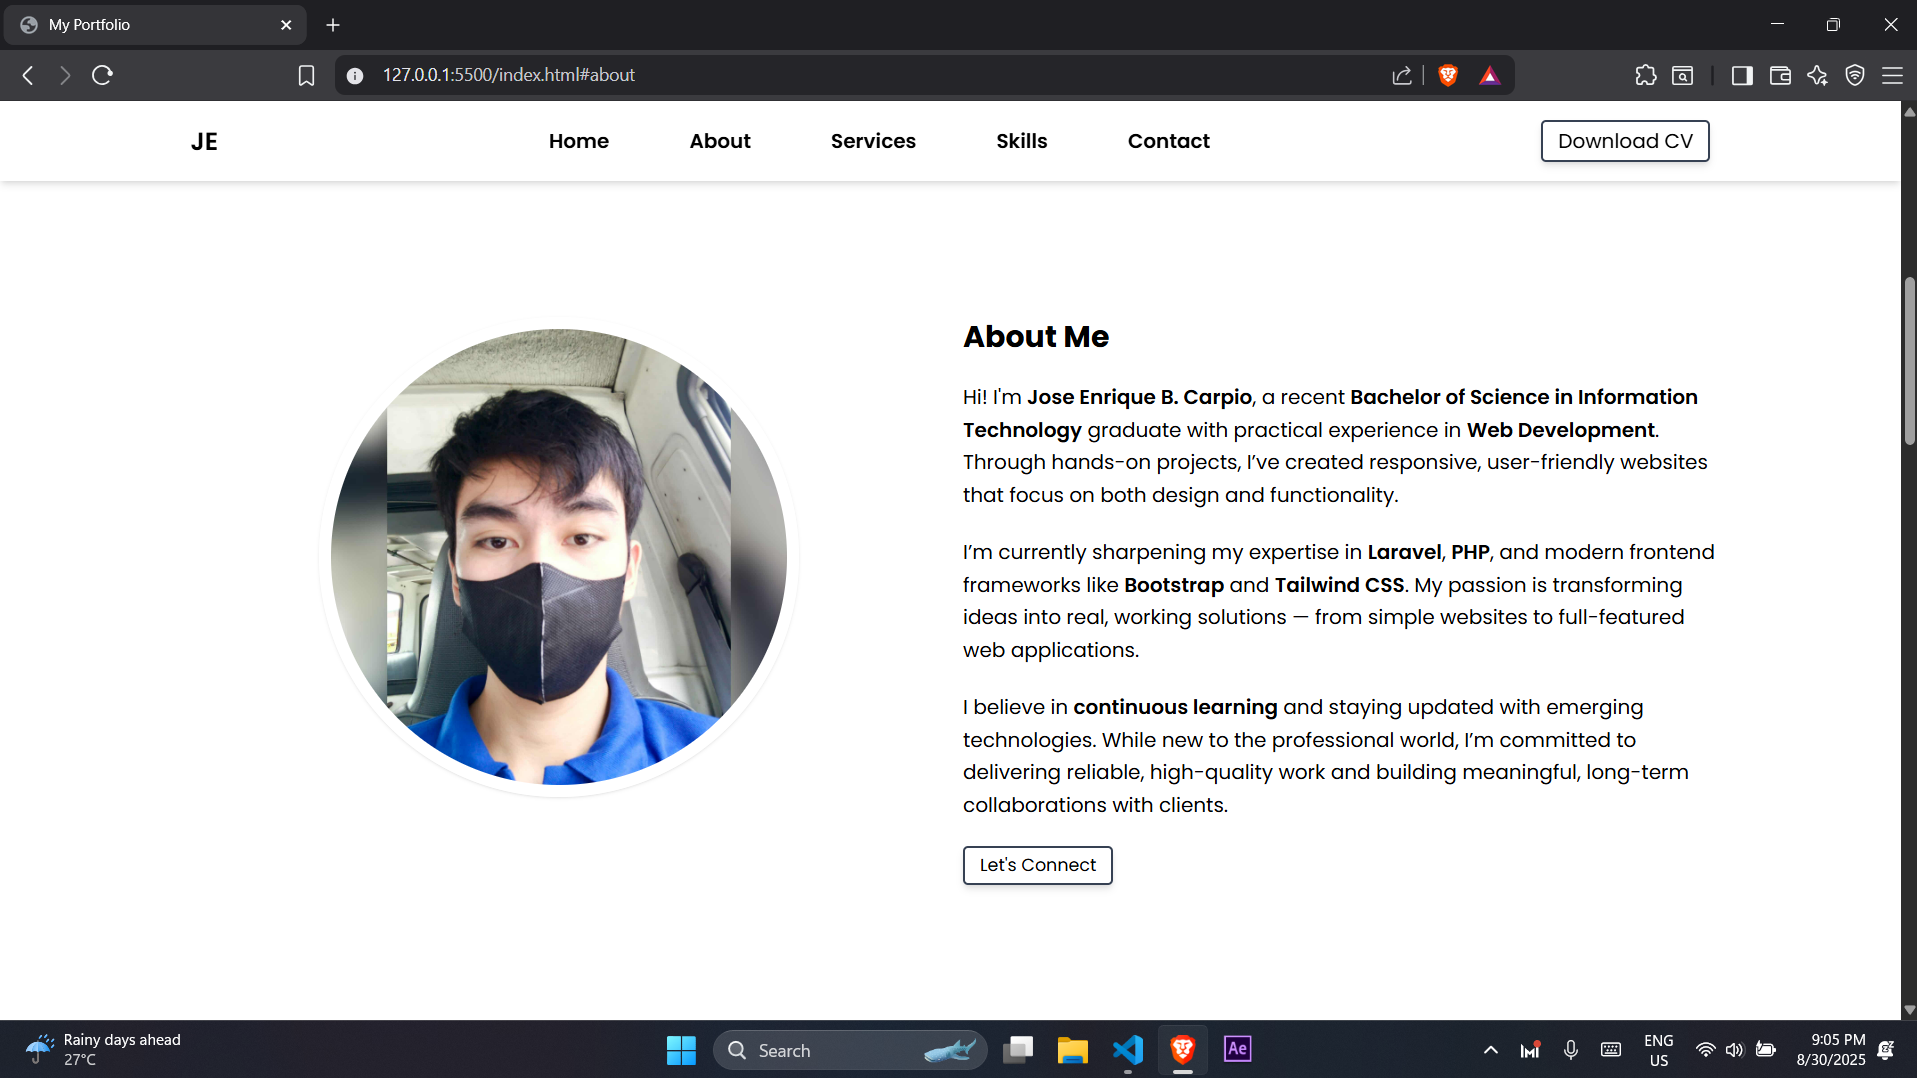 My Portfolio
127.0.0.1:5500/index.html#about
JE
Home
About
Services
Skills
Contact
Download CV
About Me
Hi! I'm Jose Enrique B. Carpio, a recent Bachelor of Science in Information
Technology graduate with practical experience in Web Development.
Through hands-on projects, I’ve created responsive, user-friendly websites
that focus on both design and functionality.
I’m currently sharpening my expertise in Laravel, PHP, and modern frontend
frameworks like Bootstrap and Tailwind CSS. My passion is transforming
ideas into real, working solutions — from simple websites to full-featured
web applications.
I believe in continuous learning and staying updated with emerging
technologies. While new to the professional world, I’m committed to
delivering reliable, high-quality work and building meaningful, long-term
collaborations with clients.
Let's Connect
Rainy days ahead
27°C
Search
Ae
ENG
US
9:05 PM
8/30/2025